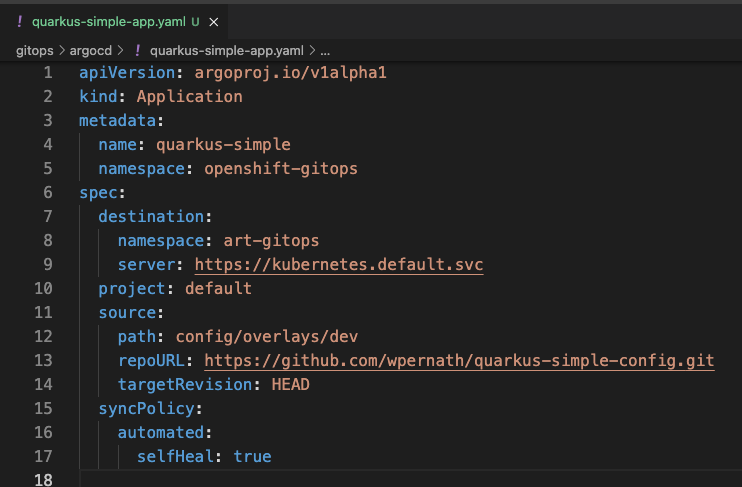 ! quarkus-simple-app.yaml U ×
gitops > argocd > ! quarkus-simple-app.yaml > ...
1 apiVersion: argoproj.io/v1alpha1
2 kind: Application
3 metadata:
4   name: quarkus-simple
5   namespace: openshift-gitops
6 spec:
7   destination:
8     namespace: art-gitops
9     server: https://kubernetes.default.svc
10   project: default
11   source:
12     path: config/overlays/dev
13     repoURL: https://github.com/wpernath/quarkus-simple-config.git
14     targetRevision: HEAD
15   syncPolicy:
16     automated:
17       selfHeal: true
18